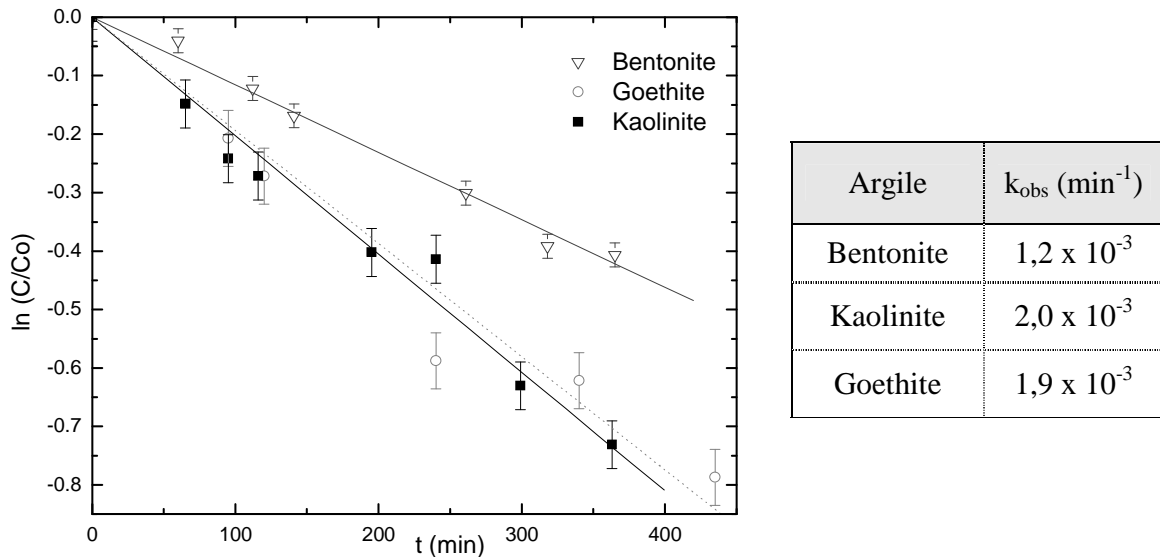 0.0
-0.1
-0.2
-0.3
-0.4
-0.5
-0.6
-0.7
-0.8
ln (C/Co)
0 100 200 300 400
t (min)
Bentonite
Goethite
Kaolinite
Argile k_obs (min^-1)
Bentonite 1,2 x 10^-3
Kaolinite 2,0 x 10^-3
Goethite 1,9 x 10^-3